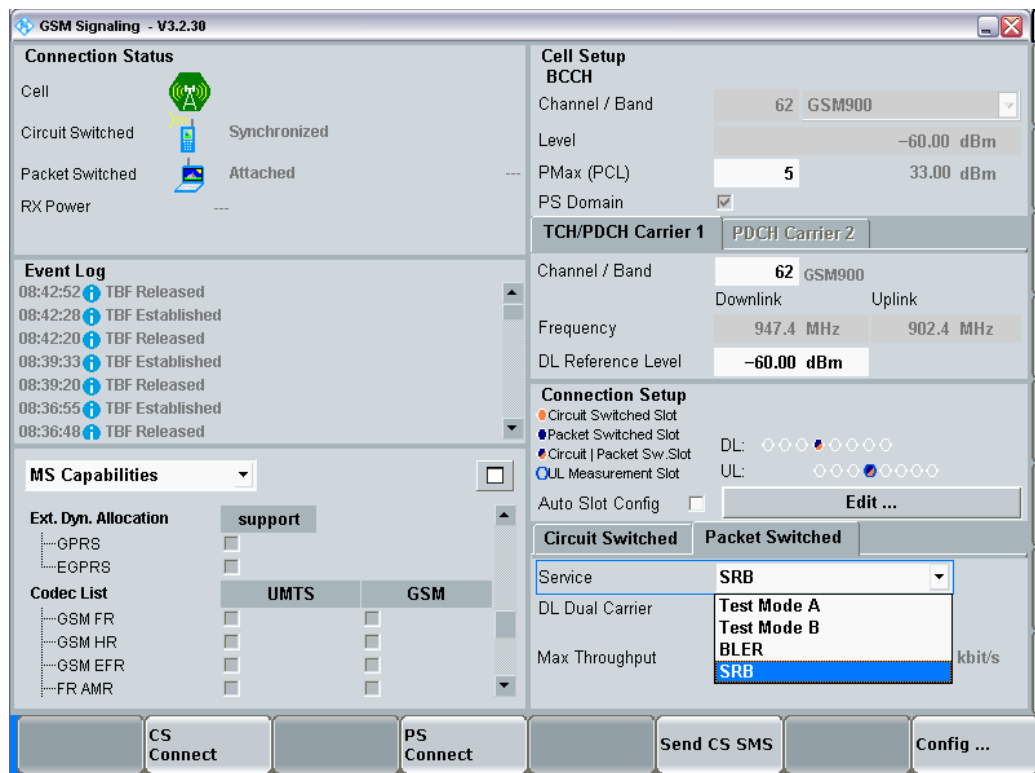 GSM Signaling - V3.2.30
Connection Status
Cell
Circuit Switched Synchronized
Packet Switched Attached ---
RX Power ---
Event Log
08:42:52 TBF Released
08:42:28 TBF Established
08:42:20 TBF Released
08:39:33 TBF Established
08:39:20 TBF Released
08:36:55 TBF Established
08:36:48 TBF Released
MS Capabilities
Ext. Dyn. Allocation support
GPRS
EGPRS
Codec List UMTS GSM
GSM FR
GSM HR
GSM EFR
FR AMR
Cell Setup
BCCH
Channel / Band 62 GSM900
Level -60.00 dBm
PMax (PCL) 5 33.00 dBm
PS Domain
TCH/PDCH Carrier 1 PDCH Carrier 2
Channel / Band 62 GSM900
Downlink Uplink
Frequency 947.4 MHz 902.4 MHz
DL Reference Level -60.00 dBm
Connection Setup
Circuit Switched Slot
Packet Switched Slot
Circuit | Packet Sw.Slot
UL Measurement Slot
DL:
UL:
Auto Slot Config Edit ...
Circuit Switched Packet Switched
Service SRB
DL Dual Carrier
Test Mode A
Test Mode B
BLER
SRB
Max Throughput kbit/s
CS Connect
PS Connect
Send CS SMS
Config ...